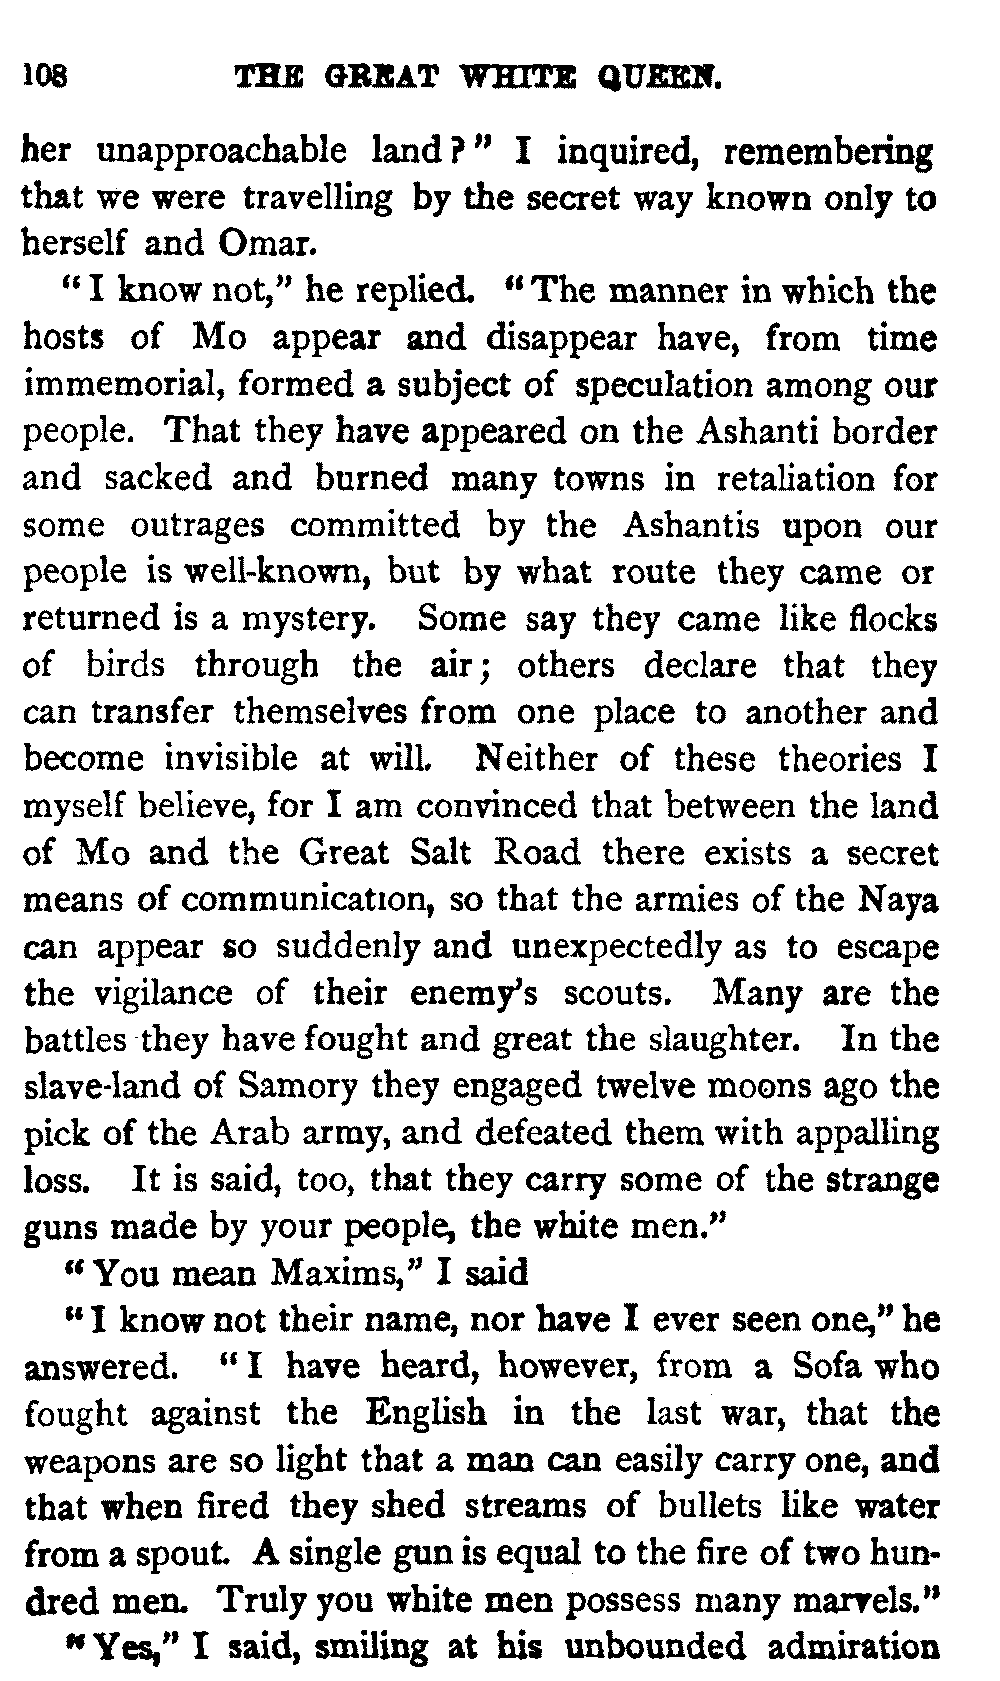 108 THE GREAT WHITE QUEEN.
her unapproachable land?" I inquired, remembering
that we were travelling by the secret way known only to
herself and Omar.
"I know not," he replied. "The manner in which the
hosts of Mo appear and disappear have, from time
immemorial, formed a subject of speculation among our
people. That they have appeared on the Ashanti border
and sacked and burned many towns in retaliation for
some outrages committed by the Ashantis upon our
people is well-known, but by what route they came or
returned is a mystery. Some say they came like flocks
of birds through the air; others declare that they
can transfer themselves from one place to another and
become invisible at will. Neither of these theories I
myself believe, for I am convinced that between the land
of Mo and the Great Salt Road there exists a secret
means of communication, so that the armies of the Naya
can appear so suddenly and unexpectedly as to escape
the vigilance of their enemy's scouts. Many are the
battles they have fought and great the slaughter. In the
slave-land of Samory they engaged twelve moons ago the
pick of the Arab army, and defeated them with appalling
loss. It is said, too, that they carry some of the strange
guns made by your people, the white men."
"You mean Maxims," I said
"I know not their name, nor have I ever seen one," he
answered. "I have heard, however, from a Sofa who
fought against the English in the last war, that the
weapons are so light that a man can easily carry one, and
that when fired they shed streams of bullets like water
from a spout. A single gun is equal to the fire of two hun-
dred men. Truly you white men possess many marvels."
"Yes," I said, smiling at his unbounded admiration